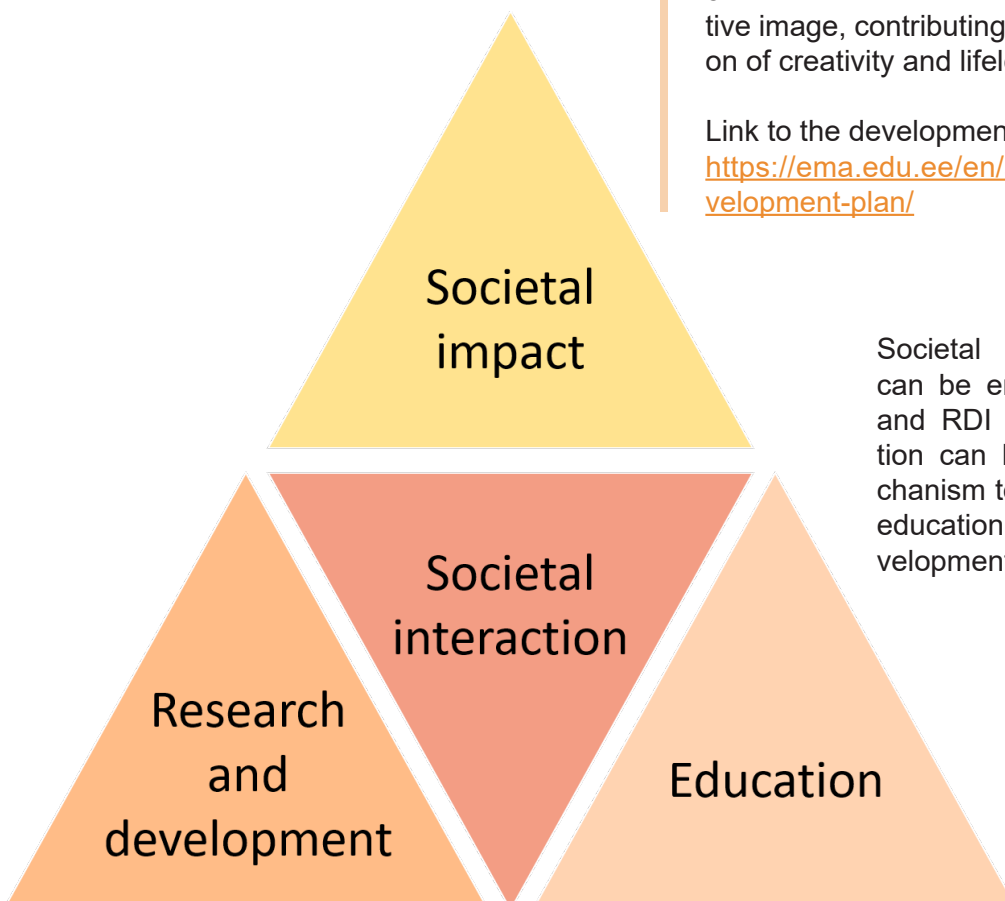 tive image, contributing
on of creativity and
Link to the
https://ema.edu.ee/en/
velopment-plan/
Societal
impact
Societal
can be
and RDI
tion can
chanism
education
Societal
interaction
Research
and
development
Education